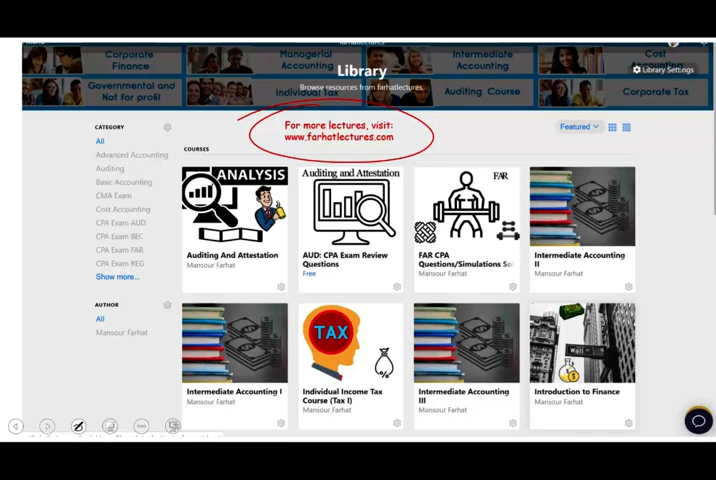 Corporate
Finance
Managerial
Accounting
Intermediate
Accounting
Cost
Accounting
Library
Library Settings
Browse resources from farhatlectures.
Governmental and
Not for profit
Individual Tax
Auditing Course
Corporate Tax
For more lectures, visit:
www.farhatlectures.com
Featured
CATEGORY
All
Advanced Accounting
Auditing
Basic Accounting
CMA Exam
Cost Accounting
CPA Exam AUD
CPA Exam BEC
CPA Exam FAR
CPA Exam REG
Show more...
AUTHOR
All
Mansour Farhat
COURSES
ANALYSIS
Auditing And Attestation
Mansour Farhat
Auditing and Attestation
AUD: CPA Exam Review
Questions
Free
FAR
FAR CPA
Questions/Simulations So
Mansour Farhat
Intermediate Accounting
II
Mansour Farhat
Intermediate Accounting I
Mansour Farhat
TAX
Individual Income Tax
Course (Tax I)
Mansour Farhat
Intermediate Accounting
III
Mansour Farhat
Wall
Introduction to Finance
Mansour Farhat